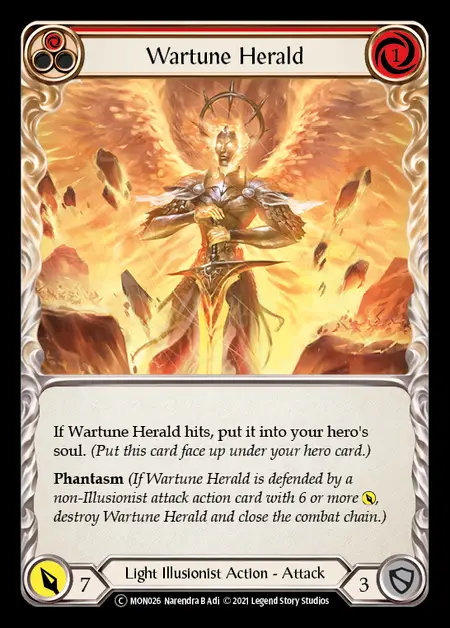 Wartune Herald
1
If Wartune Herald hits, put it into your hero's
soul. (Put this card face up under your hero card.)
Phantasm (If Wartune Herald is defended by a
non-Illusionist attack action card with 6 or more ,
destroy Wartune Herald and close the combat chain.)
7
Light Illusionist Action - Attack
3
C MON026 Narendra B Adi © 2021 Legend Story Studios